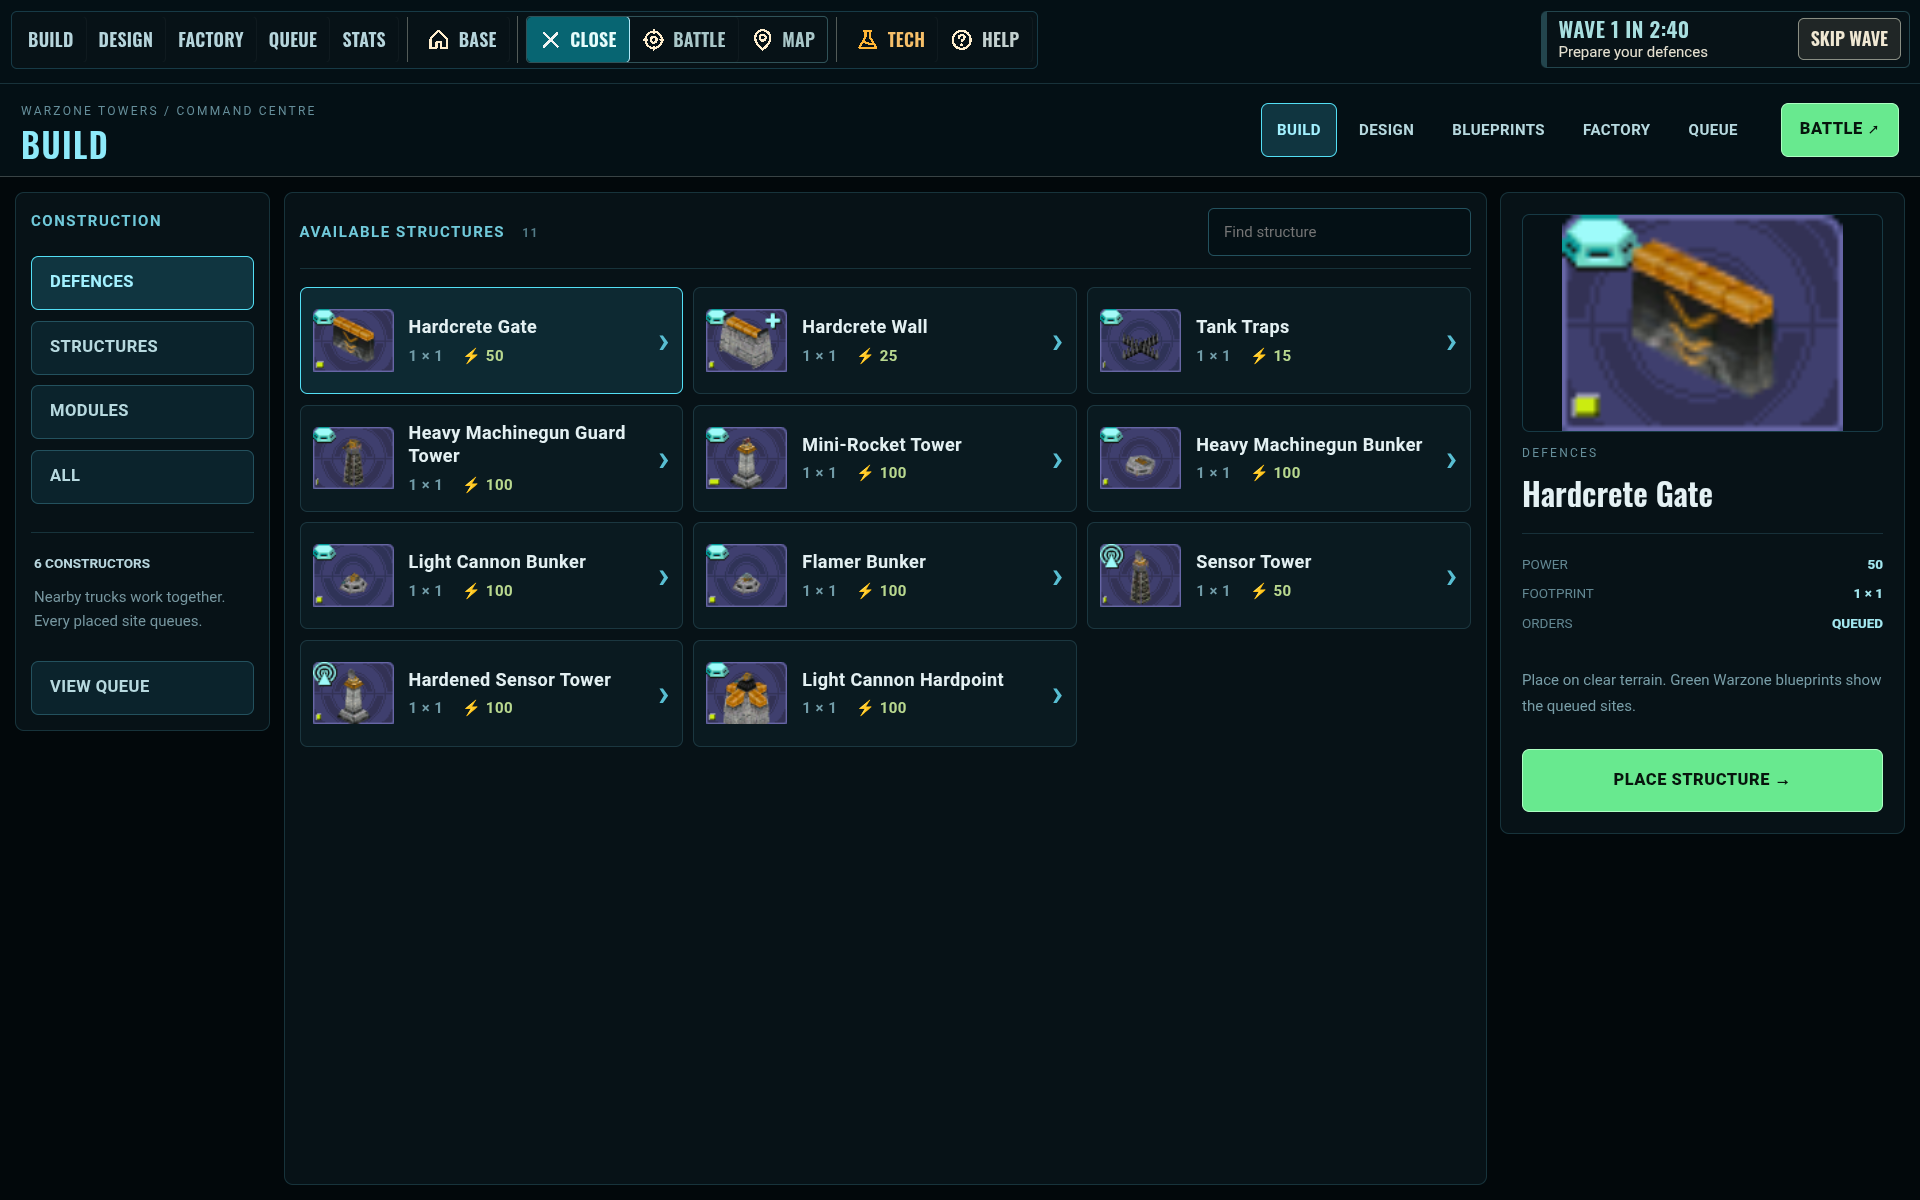 BUILD DESIGN FACTORY QUEUE STATS BASE CLOSE BATTLE MAP TECH HELP
WAVE 1 IN 2:40
Prepare your defences
SKIP WAVE
WARZONE TOWERS / COMMAND CENTRE
BUILD
BUILD DESIGN BLUEPRINTS FACTORY QUEUE BATTLE ↗
CONSTRUCTION
DEFENCES
STRUCTURES
MODULES
ALL
6 CONSTRUCTORS
Nearby trucks work together.
Every placed site queues.
VIEW QUEUE
AVAILABLE STRUCTURES 11
Find structure
Hardcrete Gate
1 × 1 ⚡ 50
Hardcrete Wall
1 × 1 ⚡ 25
Tank Traps
1 × 1 ⚡ 15
Heavy Machinegun Guard
Tower
1 × 1 ⚡ 100
Mini-Rocket Tower
1 × 1 ⚡ 100
Heavy Machinegun Bunker
1 × 1 ⚡ 100
Light Cannon Bunker
1 × 1 ⚡ 100
Flamer Bunker
1 × 1 ⚡ 100
Sensor Tower
1 × 1 ⚡ 50
Hardened Sensor Tower
1 × 1 ⚡ 100
Light Cannon Hardpoint
1 × 1 ⚡ 100
DEFENCES
Hardcrete Gate
POWER 50
FOOTPRINT 1 × 1
ORDERS QUEUED
Place on clear terrain. Green Warzone blueprints show
the queued sites.
PLACE STRUCTURE →